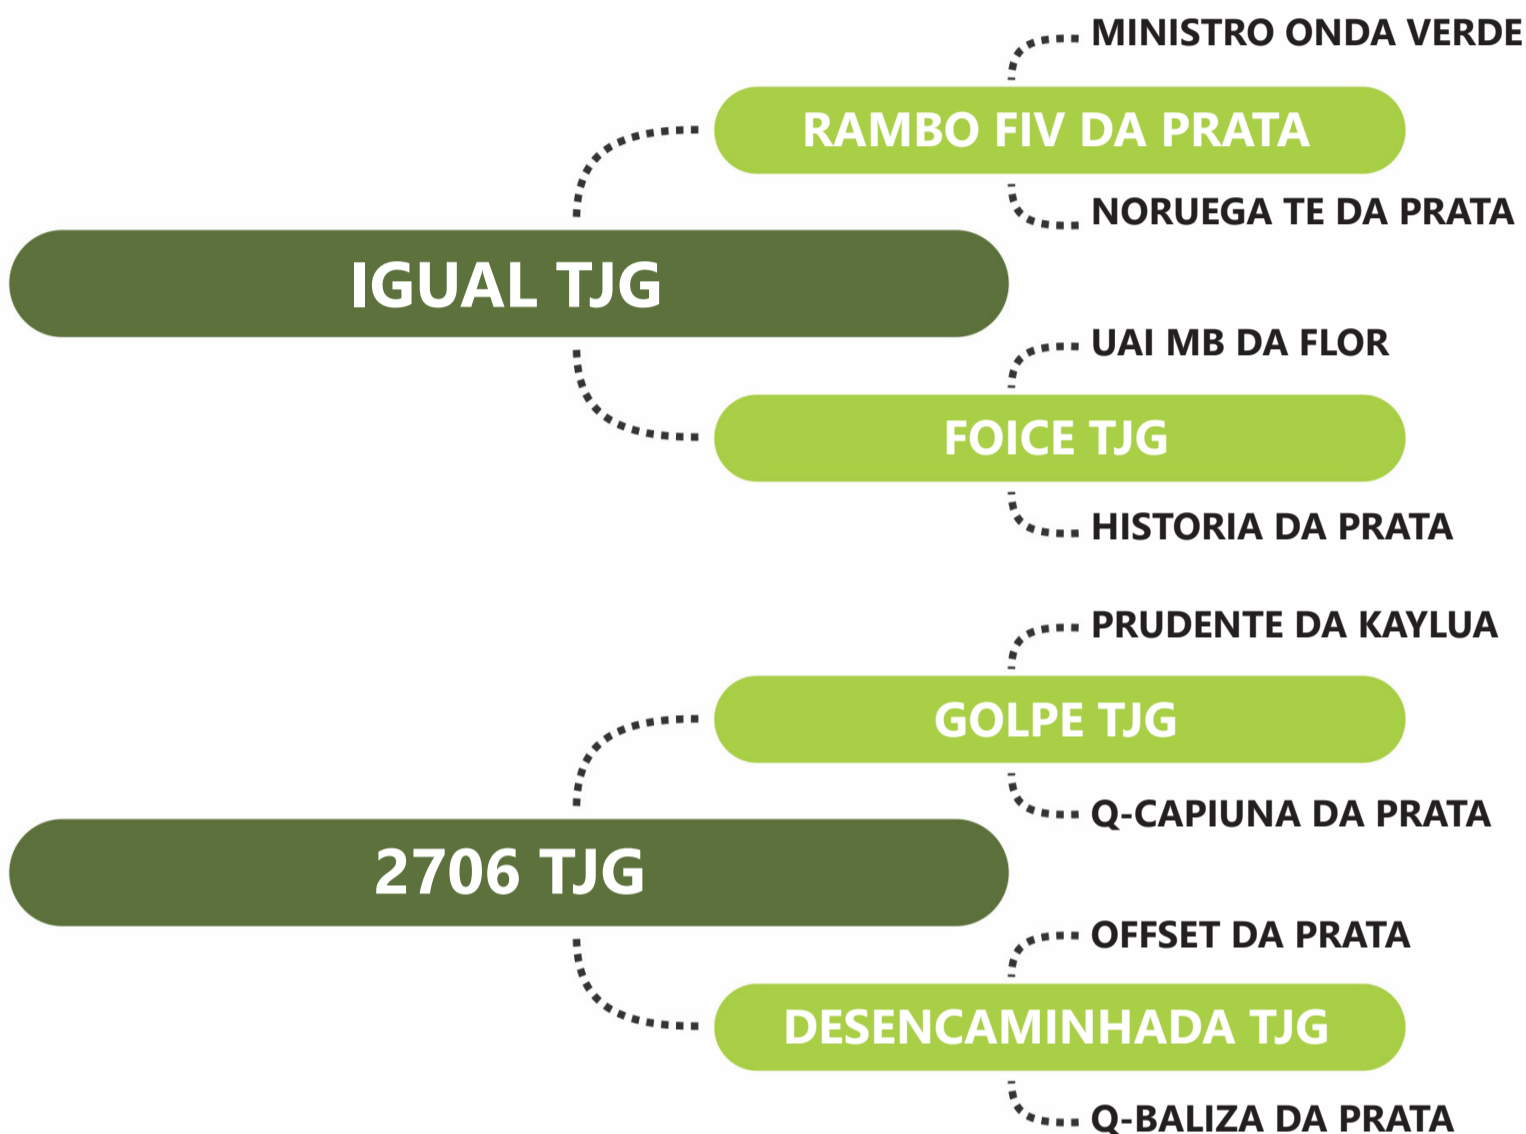 MINISTRO ONDA VERDE
RAMBO FIV DA PRATA
NORUEGA TE DA PRATA
IGUAL TJG
UAI MB DA FLOR
FOICE TJG
HISTORIA DA PRATA
PRUDENTE DA KAYLUA
GOLPE TJG
Q-CAPIUNA DA PRATA
2706 TJG
OFFSET DA PRATA
DESENCAMINHADA TJG
Q-BALIZA DA PRATA